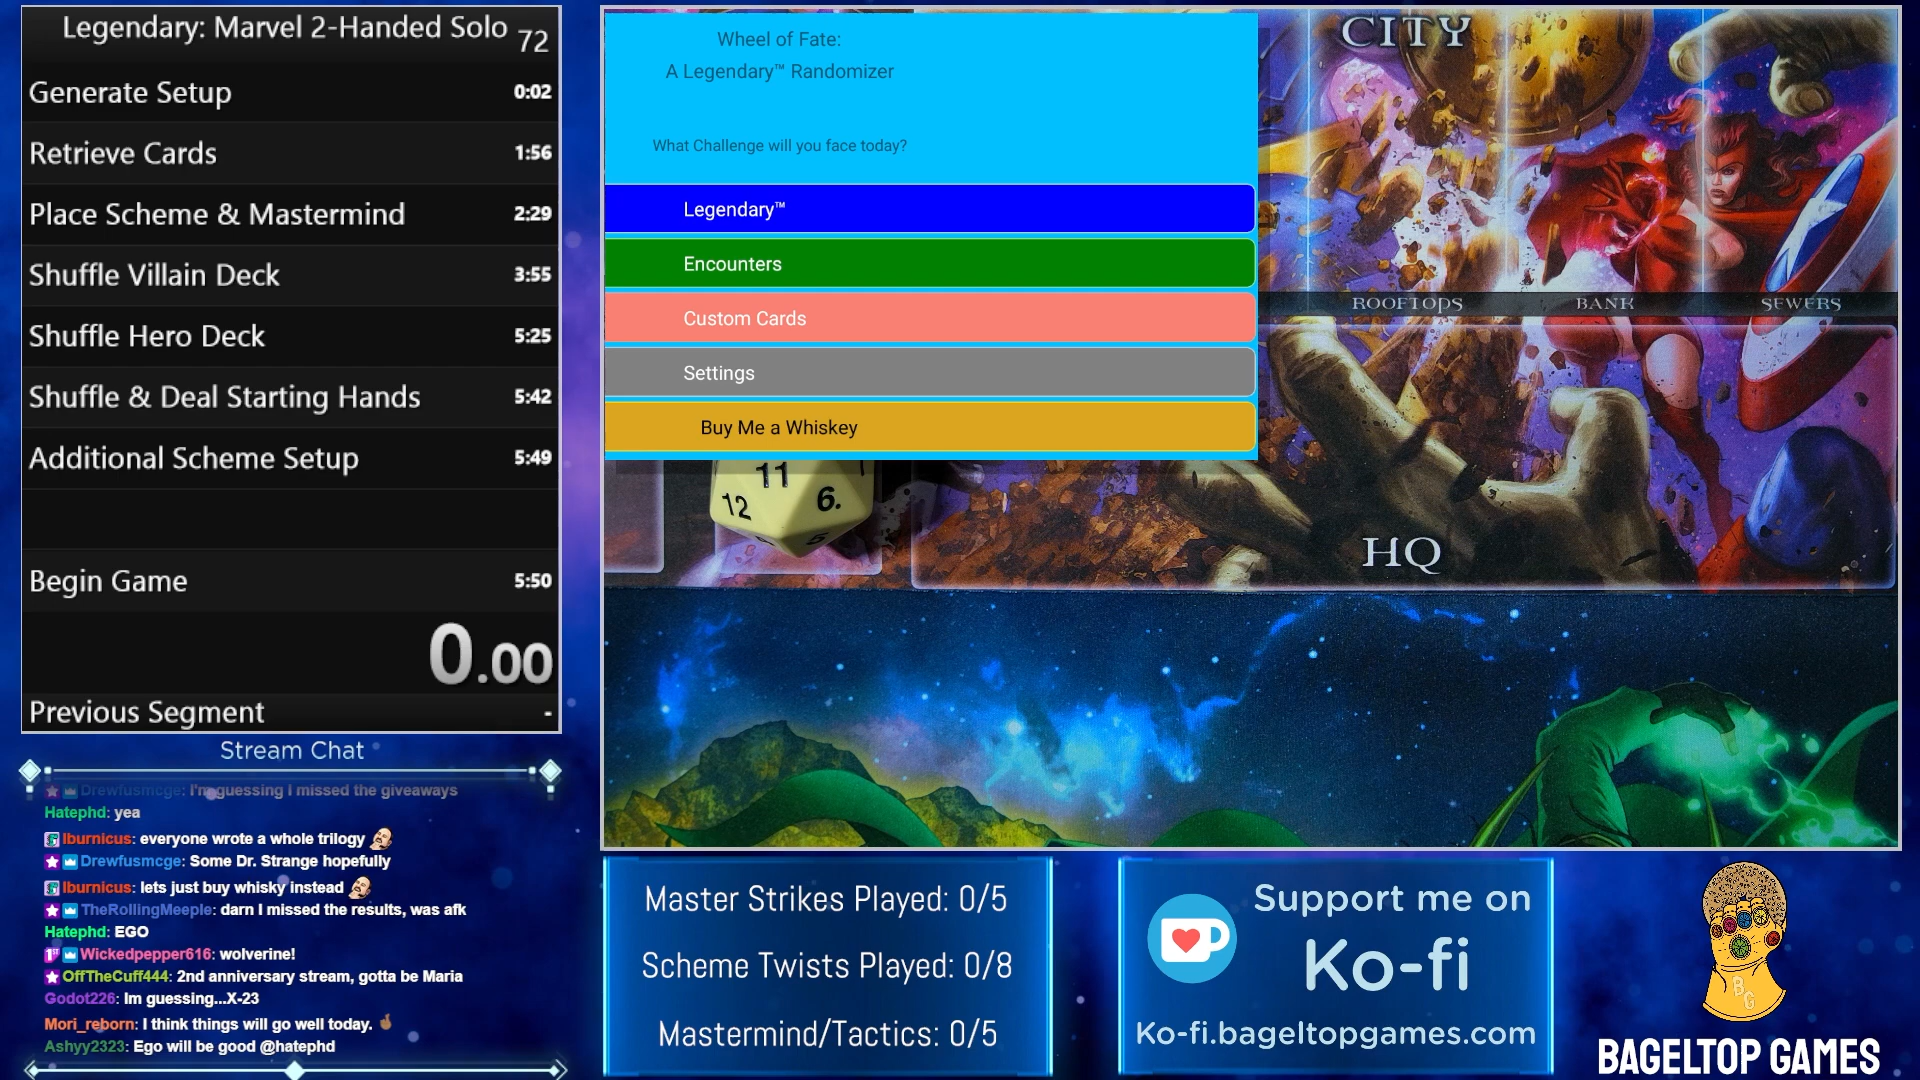 Legendary: Marvel 2-Handed Solo 72
Generate Setup 0:02
Retrieve Cards 1:56
Place Scheme & Mastermind 2:29
Shuffle Villain Deck 3:55
Shuffle Hero Deck 5:25
Shuffle & Deal Starting Hands 5:42
Additional Scheme Setup 5:49
Begin Game 5:50
0.00
Previous Segment -
Stream Chat
Drewfusmcge: I'm guessing I missed the giveaways
Hatephd: yea
Iburnicus: everyone wrote a whole trilogy
Drewfusmcge: Some Dr. Strange hopefully
Iburnicus: lets just buy whisky instead
TheRollingMeeple: darn I missed the results, was afk
Hatephd: EGO
Wickedpepper616: wolverine!
OffTheCuff444: 2nd anniversary stream, gotta be Maria
Godot226: Im guessing...X-23
Mori_reborn: I think things will go well today.
Ashyy2323: Ego will be good @hatephd
Wheel of Fate:
A Legendary™ Randomizer
What Challenge will you face today?
Legendary™
Encounters
Custom Cards
Settings
Buy Me a Whiskey
CITY
ROOFTOPS BANK SEWERS
11
12 6.
5
HQ
Master Strikes Played: 0/5
Scheme Twists Played: 0/8
Mastermind/Tactics: 0/5
Support me on
Ko-fi
Ko-fi.bageltopgames.com
BG
BAGELTOP GAMES